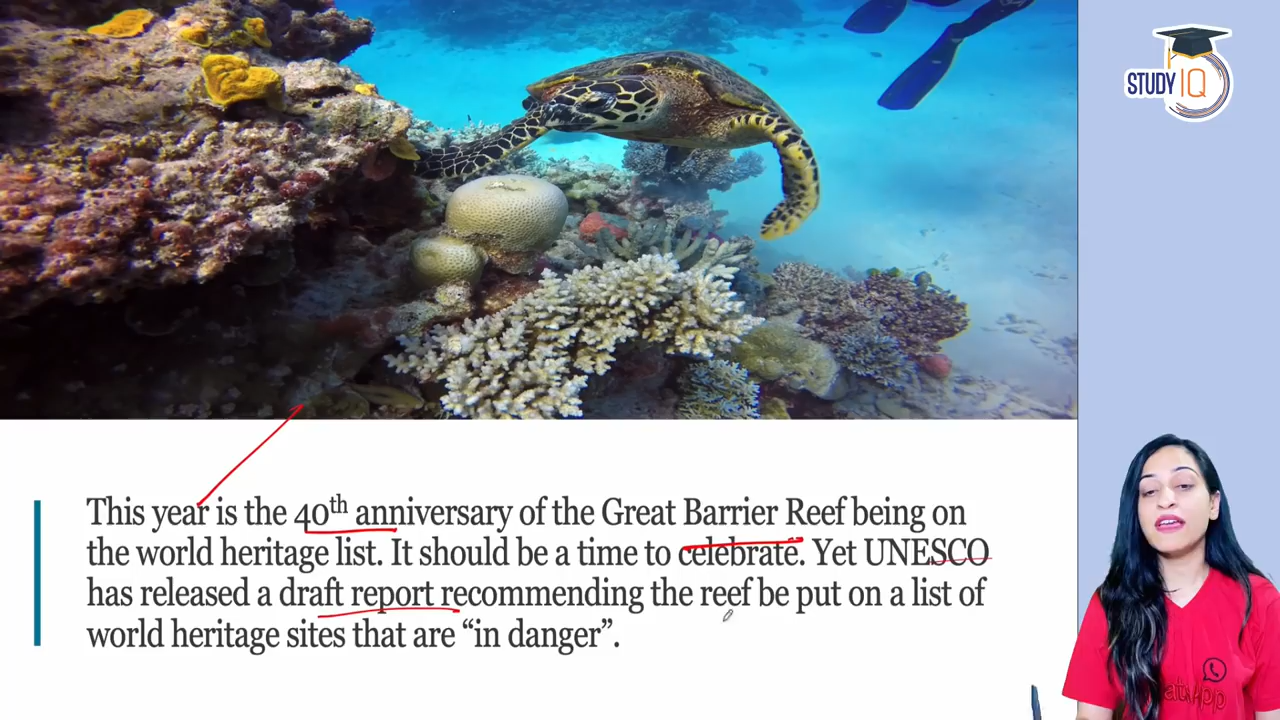 STUDY IQ
This year is the 40th anniversary of the Great Barrier Reef being on
the world heritage list. It should be a time to celebrate. Yet UNESCO
has released a draft report recommending the reef be put on a list of
world heritage sites that are “in danger”.
WhatsApp